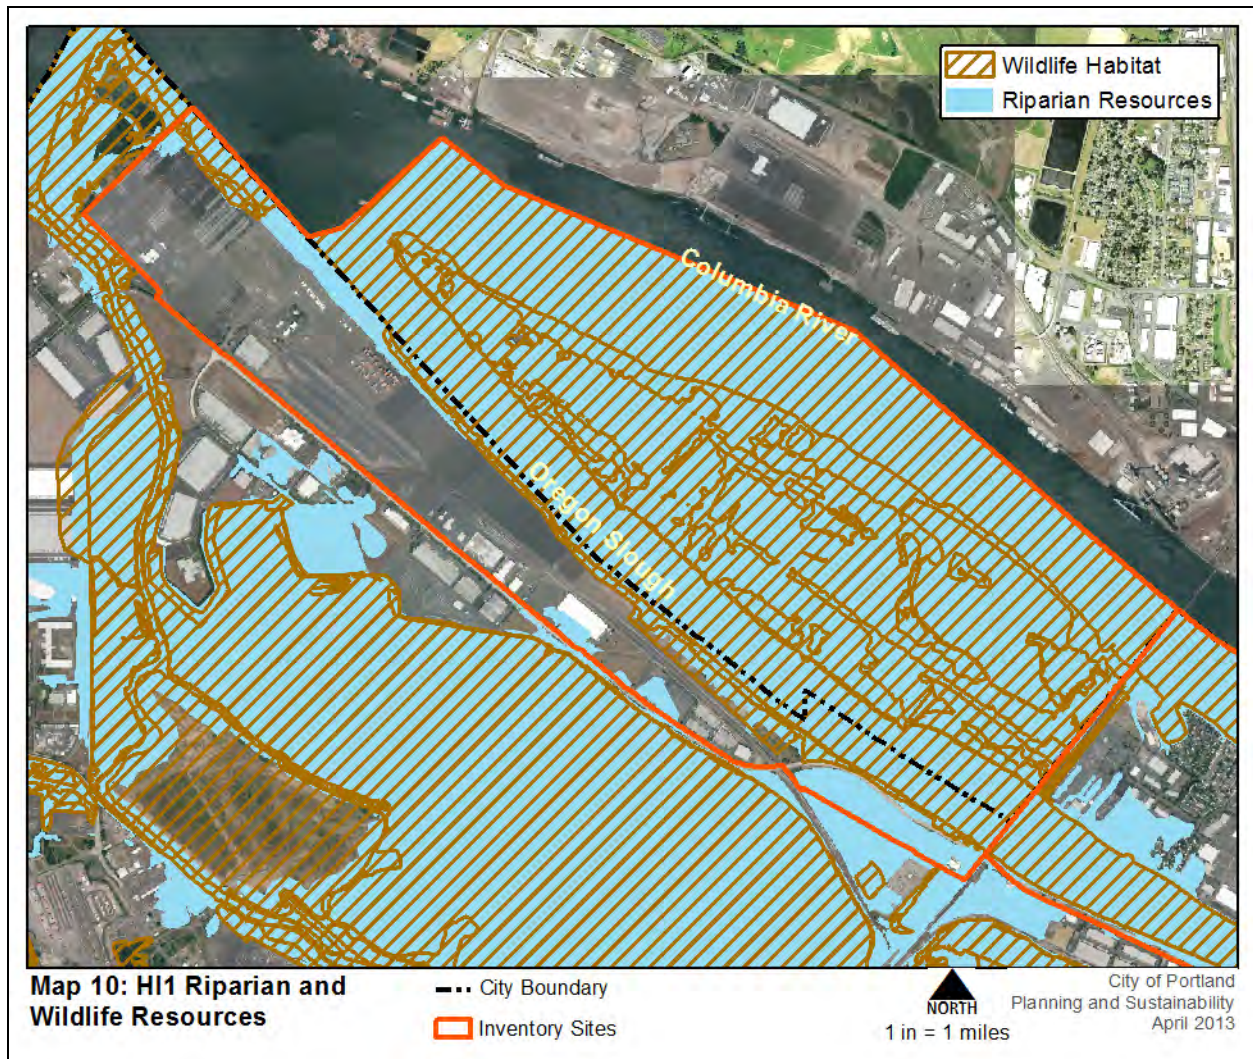 Wildlife Habitat
Riparian Resources
Columbia River
Oregon Slough
Map 10: HI1 Riparian and
Wildlife Resources
City Boundary
Inventory Sites
NORTH
1 in = 1 miles
City of Portland
Planning and Sustainability
April 2013